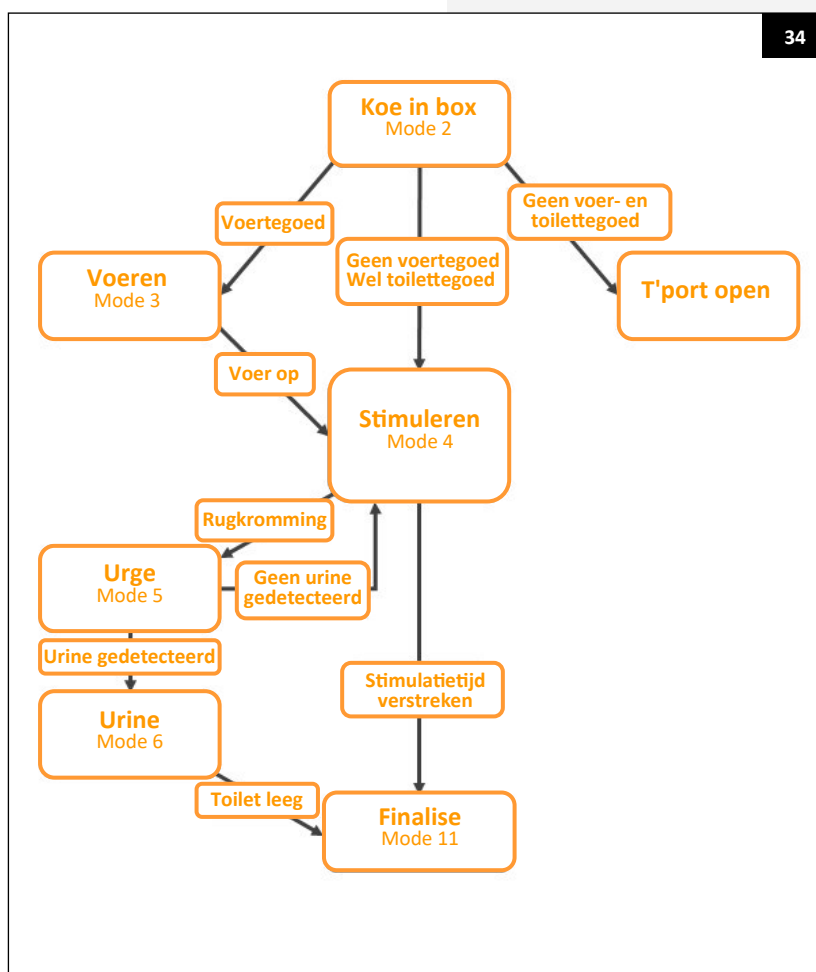 34
Koe in box
Mode 2
Voertegoed
Geen voer- en
toilettegoed
Geen voertegoed
Wel toilettegoed
Voeren
Mode 3
T'port open
Voer op
Stimuleren
Mode 4
Rugkromming
Urge
Mode 5
Geen urine
gedetecteerd
Urine gedetecteerd
Stimulatietijd
verstreken
Urine
Mode 6
Toilet leeg
Finalise
Mode 11